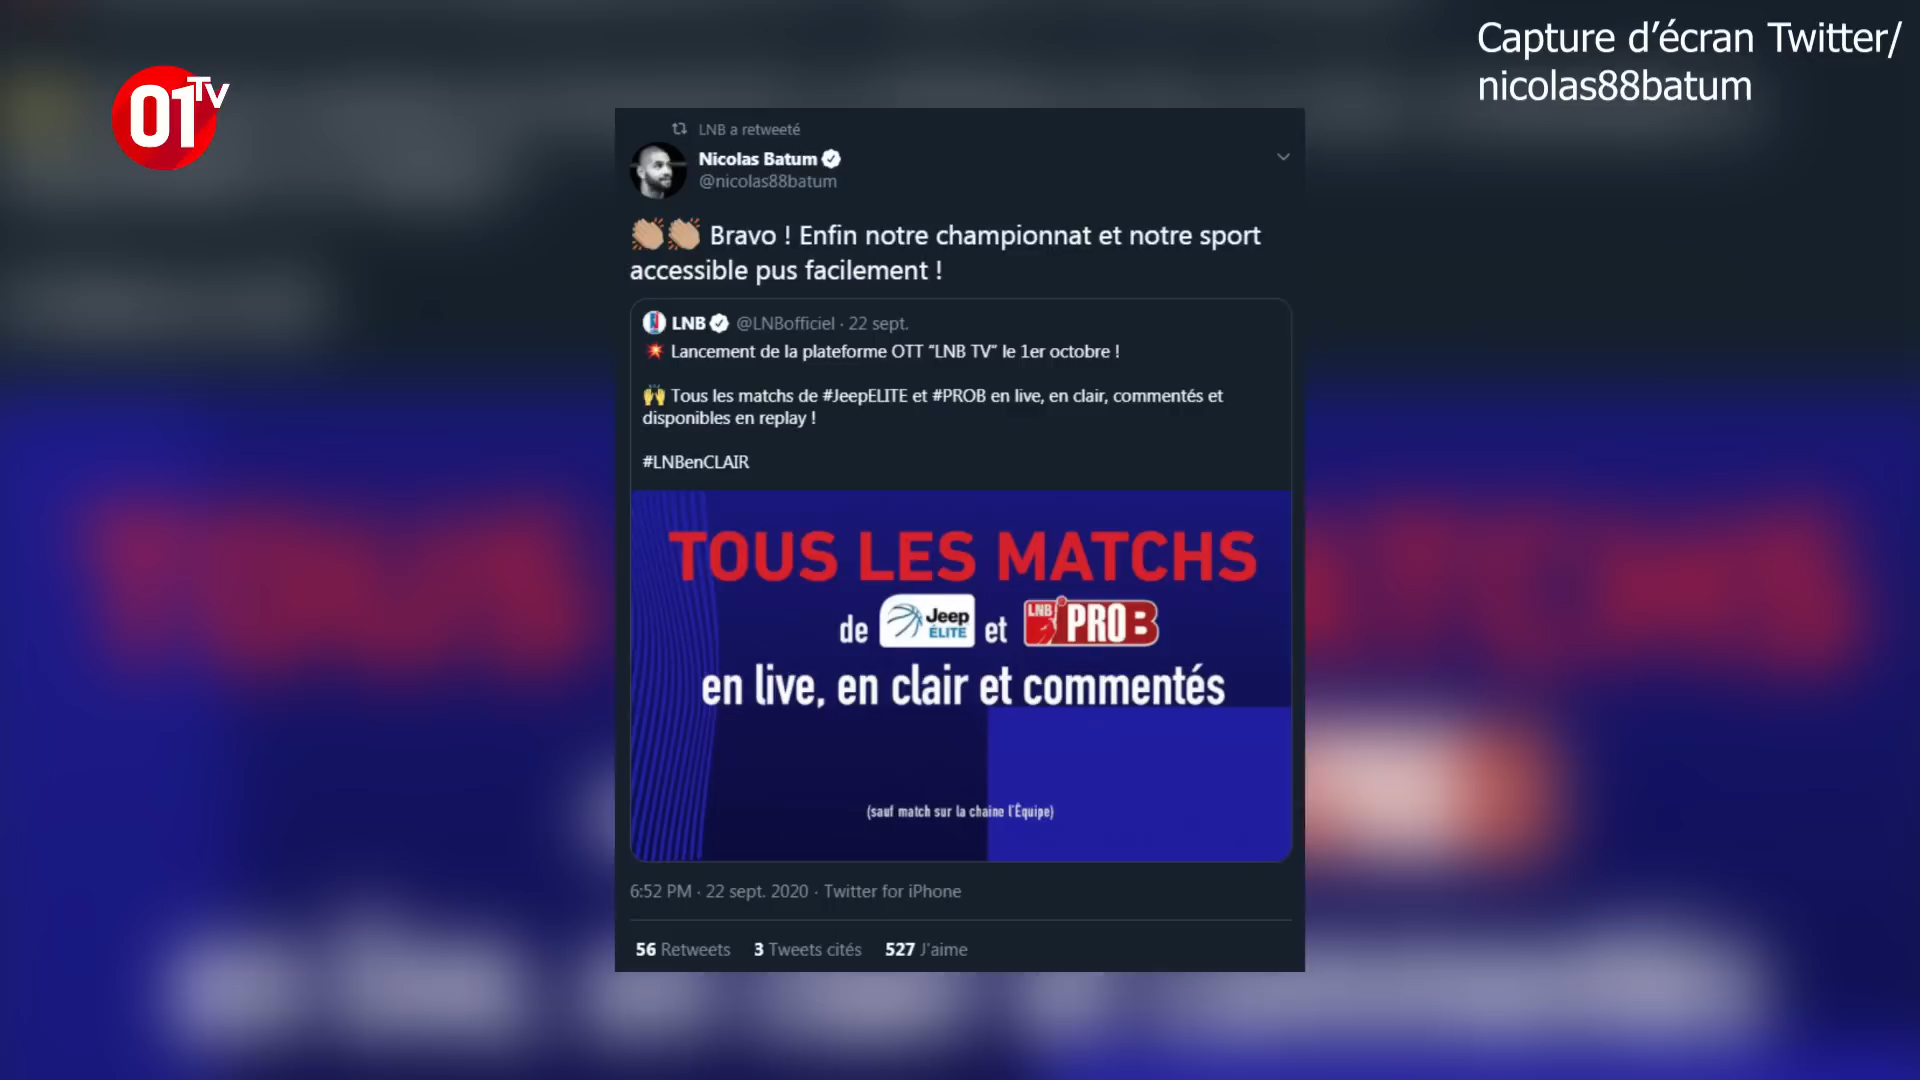 01TV
Capture d’écran Twitter/
nicolas88batum
LNB a retweeté
Nicolas Batum
@nicolas88batum
👏🏼👏🏼 Bravo ! Enfin notre championnat et notre sport
accessible pus facilement !
LNB @LNBofficiel · 22 sept.
💥 Lancement de la plateforme OTT “LNB TV” le 1er octobre !
🙌 Tous les matchs de #JeepELITE et #PROB en live, en clair, commentés et
disponibles en replay !
#LNBenCLAIR
TOUS LES MATCHS
de Jeep ÉLITE et LNB PRO B
en live, en clair et commentés
(sauf match sur la chaine l'Équipe)
6:52 PM · 22 sept. 2020 · Twitter for iPhone
56 Retweets 3 Tweets cités 527 J'aime